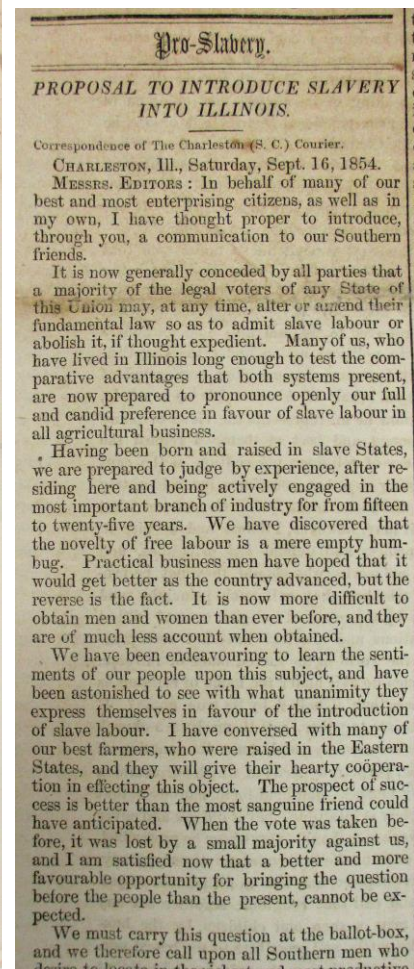 Pro-Slavery.
PROPOSAL TO INTRODUCE SLAVERY
INTO ILLINOIS.
Correspondence of The Charleston (S. C.) Courier.
CHARLESTON, Ill., Saturday, Sept. 16, 1854.
MESSRS. EDITORS : In behalf of many of our
best and most enterprising citizens, as well as in
my own, I have thought proper to introduce,
through you, a communication to our Southern
friends.
It is now generally conceded by all parties that
a majority of the legal voters of any State of
this Union may, at any time, alter or amend their
fundamental law so as to admit slave labour or
abolish it, if thought expedient. Many of us, who
have lived in Illinois long enough to test the com-
parative advantages that both systems present,
are now prepared to pronounce openly our full
and candid preference in favour of slave labour in
all agricultural business.
Having been born and raised in slave States,
we are prepared to judge by experience, after re-
siding here and being actively engaged in the
most important branch of industry for from fifteen
to twenty-five years. We have discovered that
the novelty of free labour is a mere empty hum-
bug. Practical business men have hoped that it
would get better as the country advanced, but the
reverse is the fact. It is now more difficult to
obtain men and women than ever before, and they
are of much less account when obtained.
We have been endeavouring to learn the senti-
ments of our people upon this subject, and have
been astonished to see with what unanimity they
express themselves in favour of the introduction
of slave labour. I have conversed with many of
our best farmers, who were raised in the Eastern
States, and they will give their hearty coöpera-
tion in effecting this object. The prospect of suc-
cess is better than the most sanguine friend could
have anticipated. When the vote was taken be-
fore, it was lost by a small majority against us,
and I am satisfied now that a better and more
favourable opportunity for bringing the question
before the people than the present, cannot be ex-
pected.
We must carry this question at the ballot-box,
and we therefore call upon all Southern men who